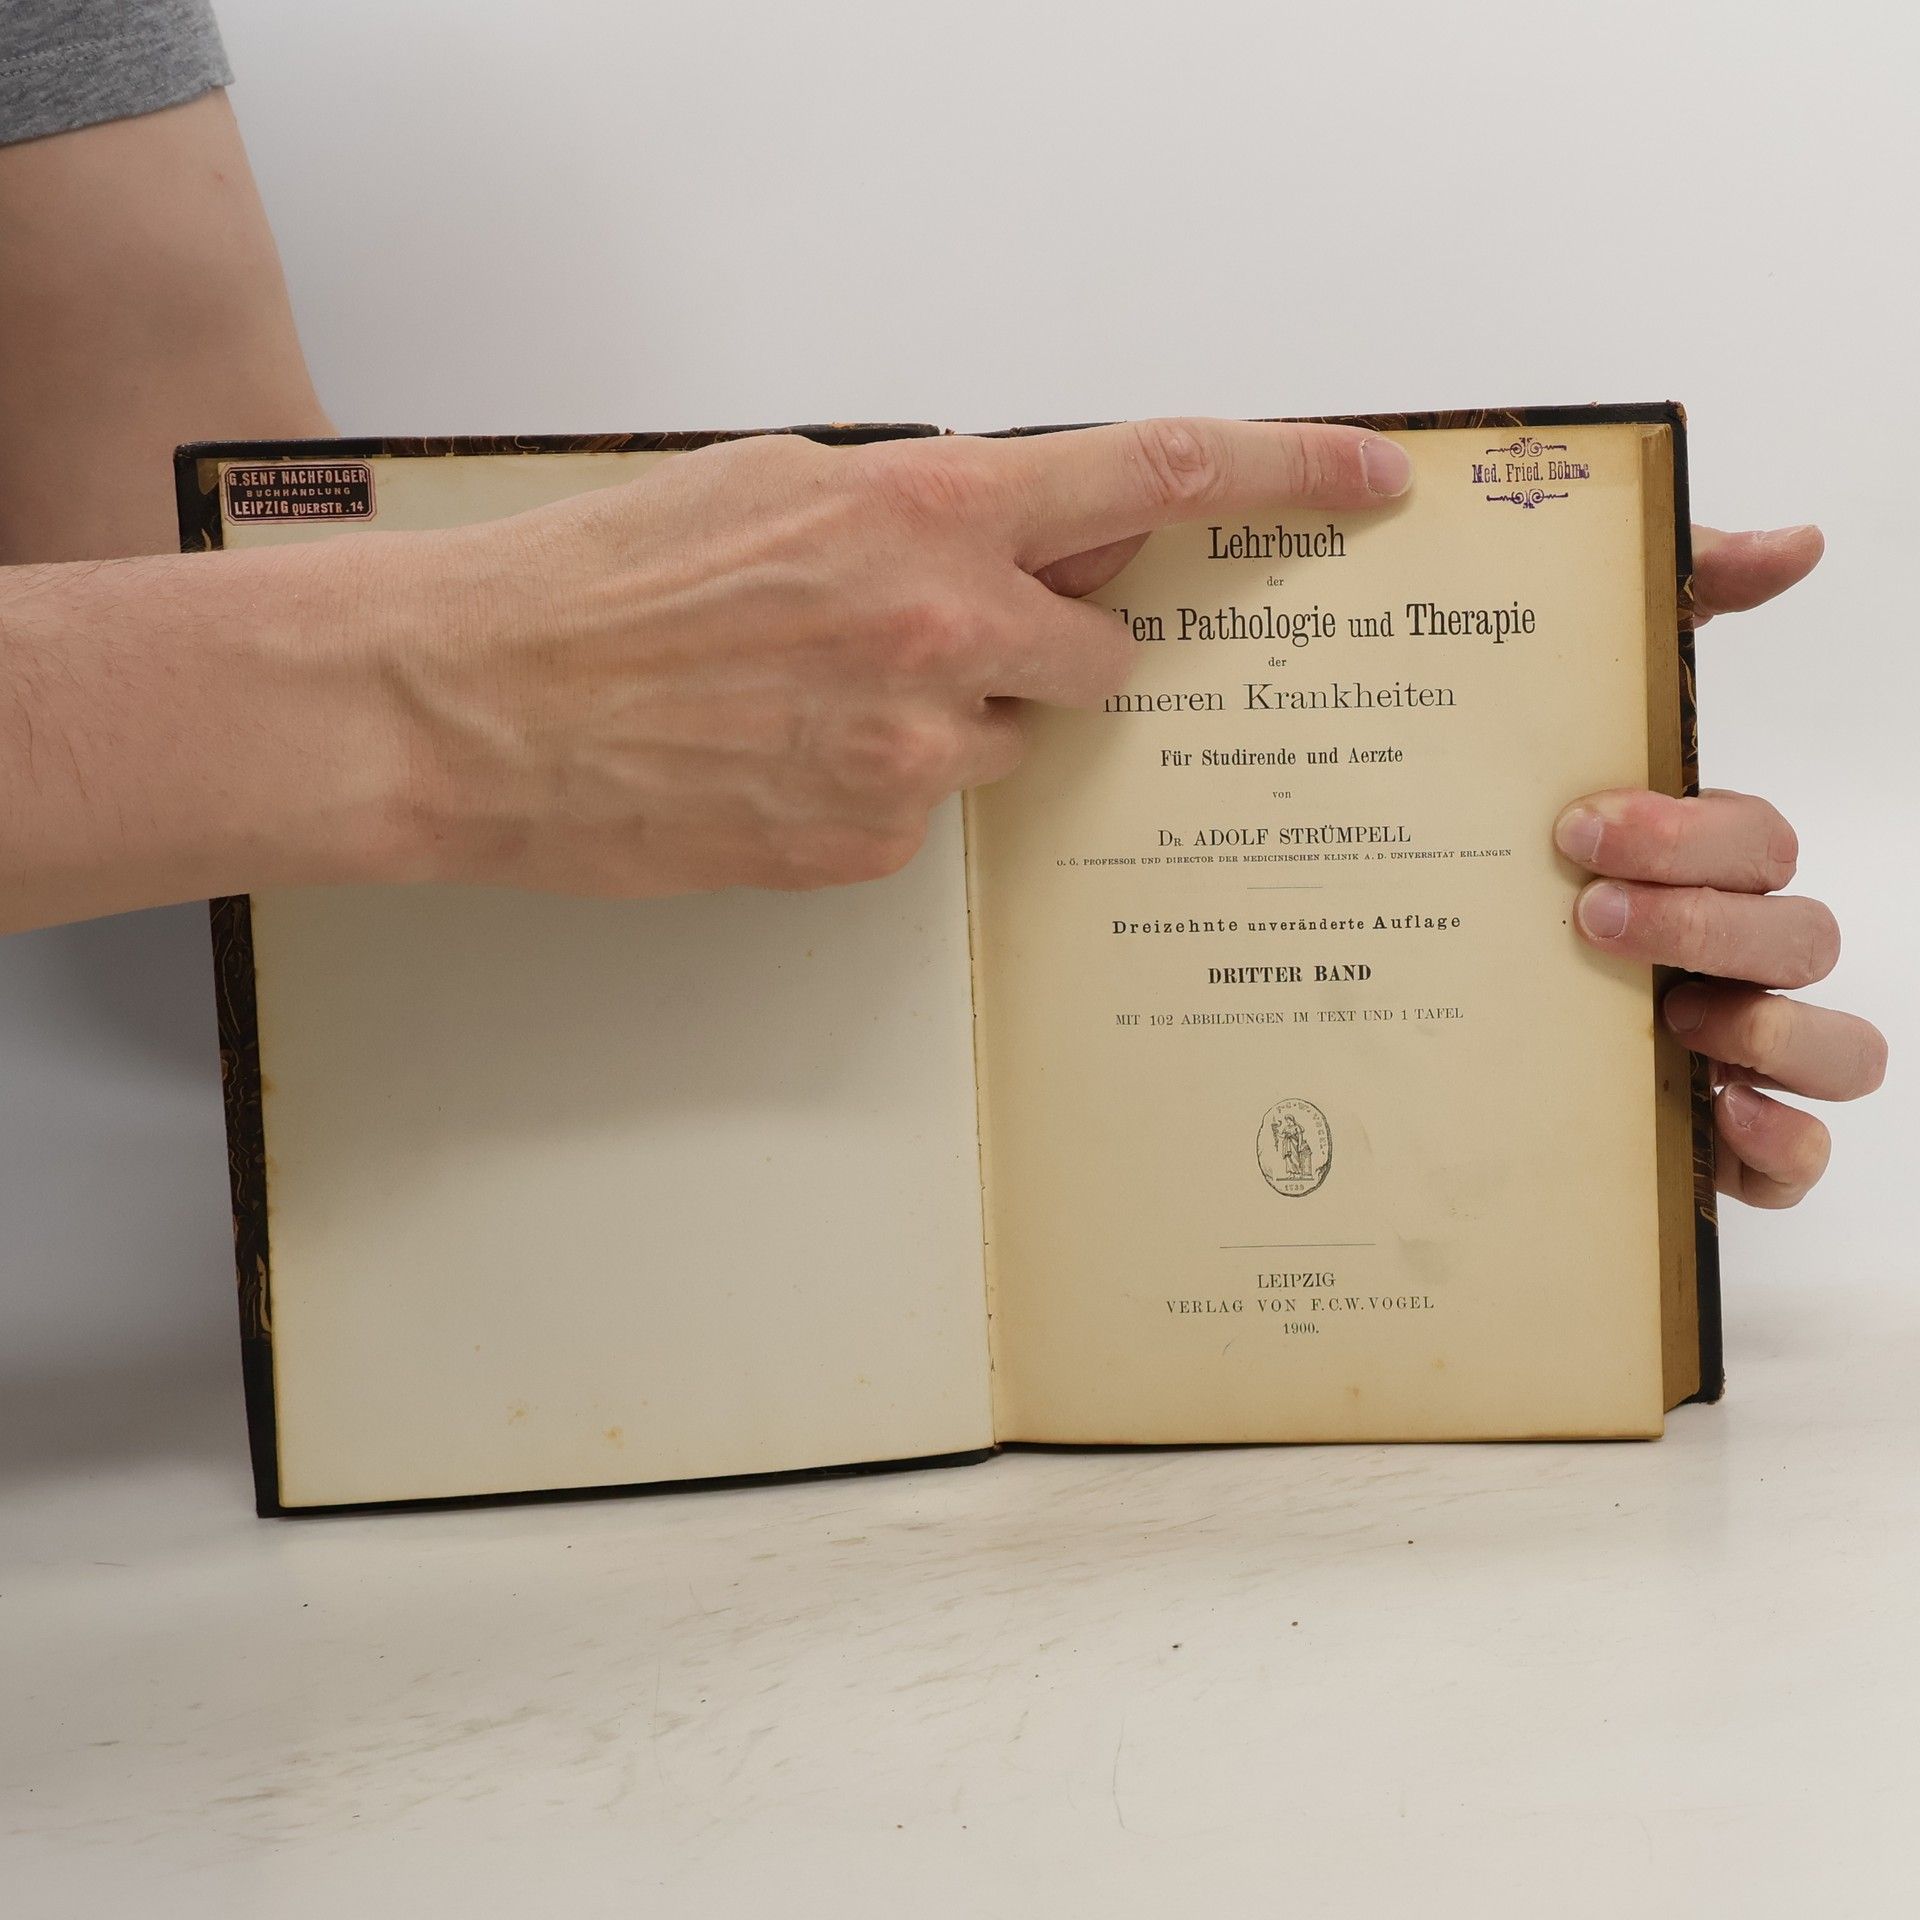 G. SENF NACHFOLGER
BUCHHANDLUNG
LEIPZIG QUERSTR. 14
Med. Fried. Böhme
Lehrbuch
der
len Pathologie und Therapie
der
inneren Krankheiten
Für Studirende und Aerzte
von
DR. ADOLF STRÜMPELL
O. Ö. PROFESSOR UND DIRECTOR DER MEDICINISCHEN KLINIK A. D. UNIVERSITÄT ERLANGEN
Dreizehnte unveränderte Auflage
DRITTER BAND
MIT 102 ABBILDUNGEN IM TEXT UND 1 TAFEL
F. C. W. VOGEL
LEIPZIG
VERLAG VON F.C.W. VOGEL
1900.